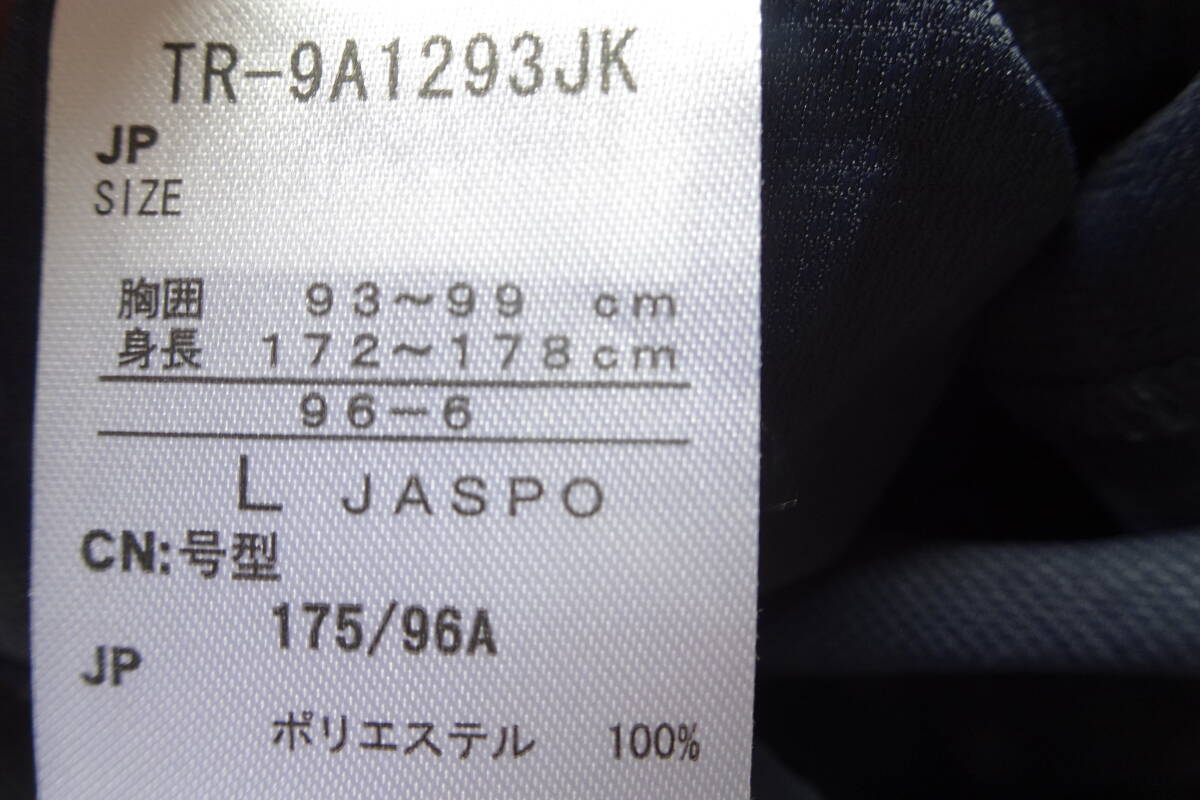 TR-9A1293JK
JP
SIZE
胸囲 93～99 cm
身長 172～178cm
96－6
L JASPO
CN:号型
175/96A
JP
ポリエステル 100%